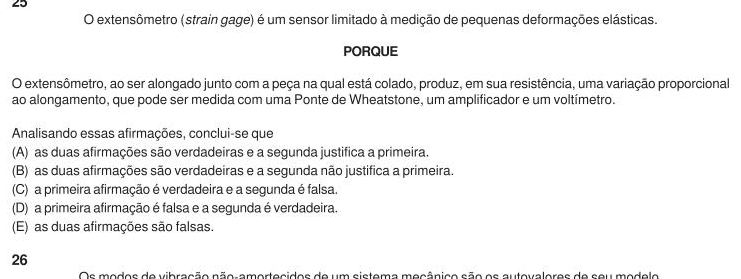 25
O extensômetro (strain gage) é um sensor limitado à medição de pequenas deformações elásticas.
PORQUE
O extensômetro, ao ser alongado junto com a peça na qual está colado, produz, em sua resistência, uma variação proporcional
ao alongamento, que pode ser medida com uma Ponte de Wheatstone, um amplificador e um voltímetro.
Analisando essas afirmações, conclui-se que
(A) as duas afirmações são verdadeiras e a segunda justifica a primeira.
(B) as duas afirmações são verdadeiras e a segunda não justifica a primeira.
(C) a primeira afirmação é verdadeira e a segunda é falsa.
(D) a primeira afirmação é falsa e a segunda é verdadeira.
(E) as duas afirmações são falsas.
26
Os modos de vibração não-amortecidos de um sistema mecânico são os autovalores de seu modelo